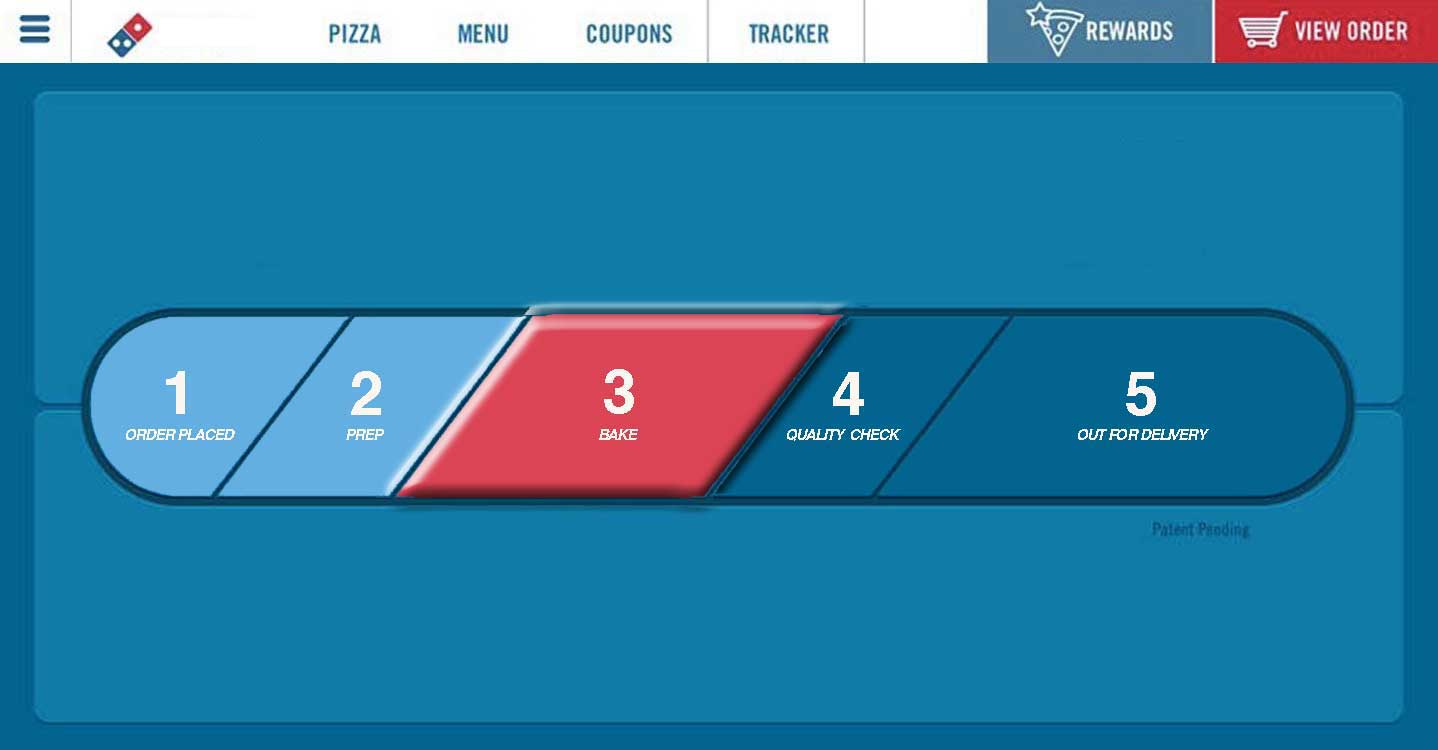 PIZZA MENU COUPONS TRACKER REWARDS VIEW ORDER
1 2 3 4 5
ORDER PLACED PREP BAKE QUALITY CHECK OUT FOR DELIVERY
Patent Pending